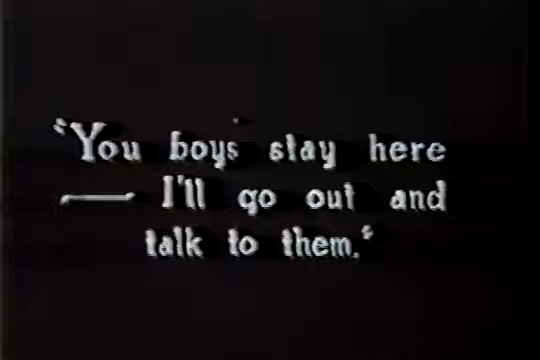 "You boys stay here
— I'll go out and
talk to them."